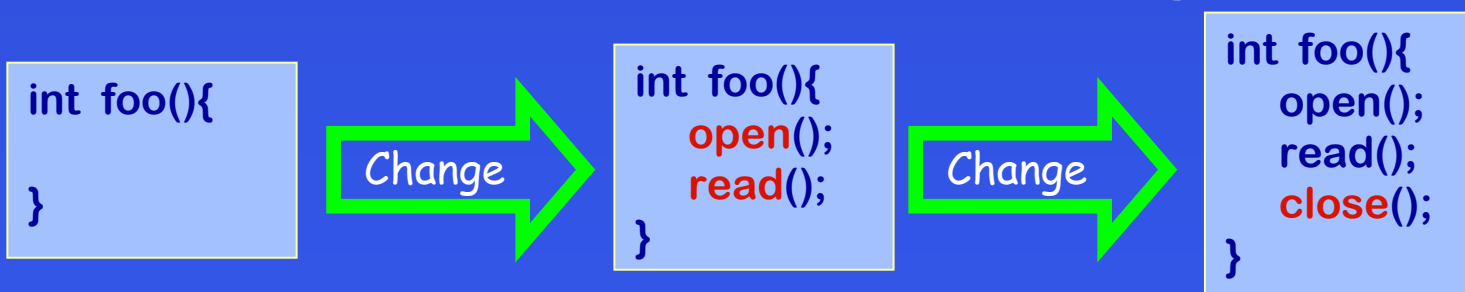 int foo(){
}
Change
int foo(){
open();
read();
}
Change
int foo(){
open();
read();
close();
}